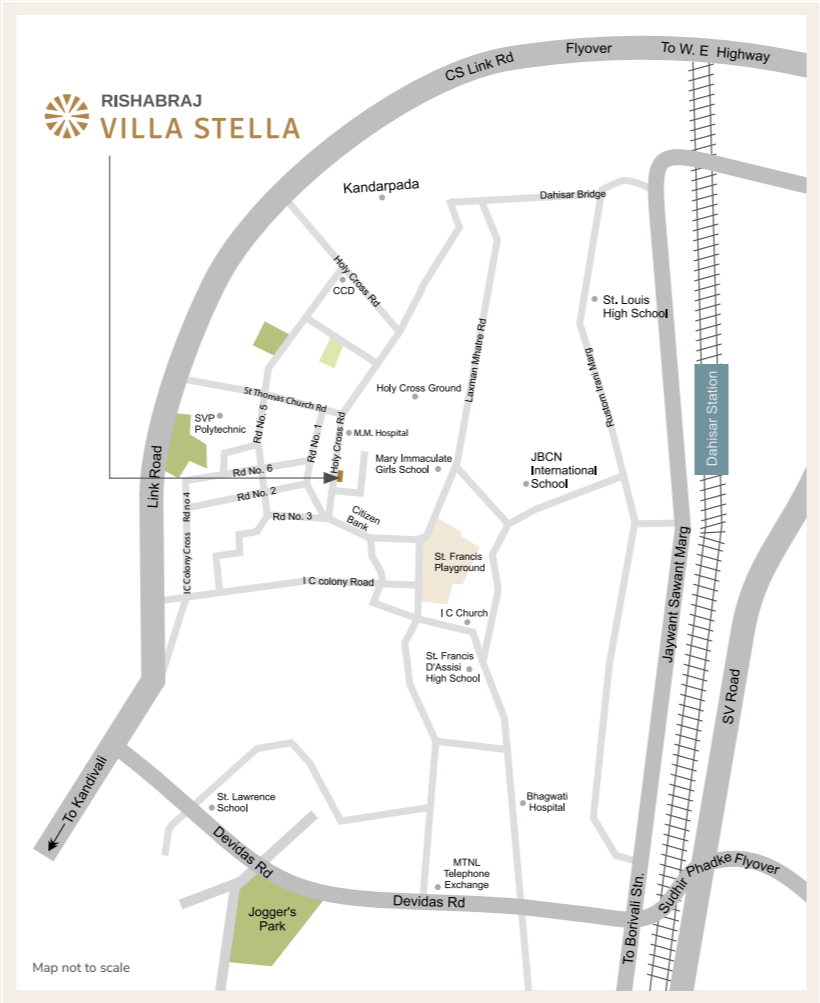 CS Link Rd
Flyover
To W. E Highway
RISHABRAJ
VILLA STELLA
Kandarpada
Dahisar Bridge
Holy Cross Rd
CCD
St. Louis
High School
Laxman Mhatre Rd
Rustom Irani Marg
Dahisar Station
St Thomas Church Rd
Holy Cross Ground
SVP
Polytechnic
Rd No. 5
Rd No. 1
Holy Cross Rd
M.M. Hospital
Mary Immaculate
Girls School
JBCN
International
School
Link Road
Rd No. 6
Rd No. 2
Rd No. 3
Citizen
Bank
IC Colony Cross Rd no 4
St. Francis
Playground
I C colony Road
I C Church
Jaywant Sawant Marg
St. Francis
D'Assisi
High School
SV Road
To Kandivali
St. Lawrence
School
Bhagwati
Hospital
Devidas Rd
MTNL
Telephone
Exchange
Sudhir Phadke Flyover
Devidas Rd
Jogger's
Park
To Borivali Stn.
Map not to scale